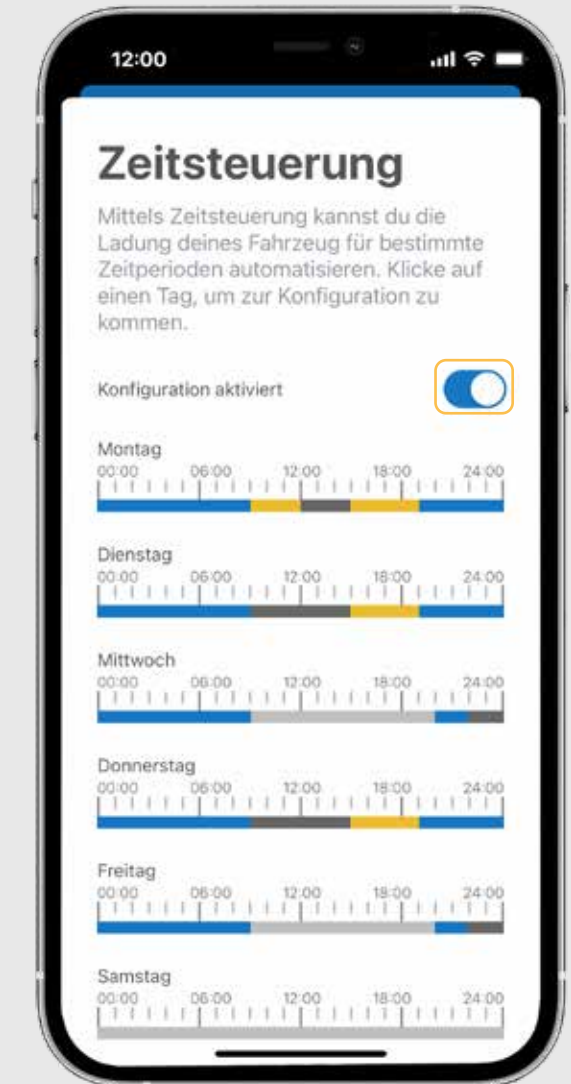 12:00
Zeitsteuerung
Mittels Zeitsteuerung kannst du die
Ladung deines Fahrzeug für bestimmte
Zeitperioden automatisieren. Klicke auf
einen Tag, um zur Konfiguration zu
kommen.
Konfiguration aktiviert
Montag
00:00 06:00 12:00 18:00 24:00
Dienstag
00:00 06:00 12:00 18:00 24:00
Mittwoch
00:00 06:00 12:00 18:00 24:00
Donnerstag
00:00 06:00 12:00 18:00 24:00
Freitag
00:00 06:00 12:00 18:00 24:00
Samstag
00:00 06:00 12:00 18:00 24:00